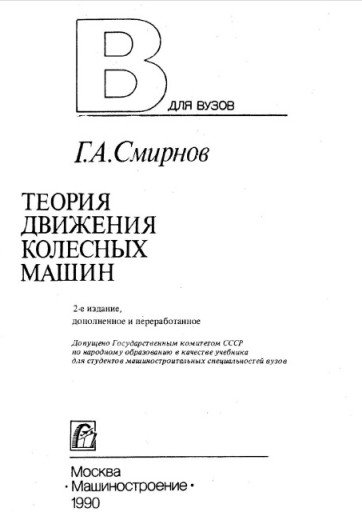 В
ДЛЯ ВУЗОВ
Г.А.Смирнов
ТЕОРИЯ
ДВИЖЕНИЯ
КОЛЕСНЫХ
МАШИН
2-е издание,
дополненное и переработанное
Допущено Государственным комитетом СССР
по народному образованию в качестве учебника
для студентов машиностроительных специальностей вузов
Москва
· Машиностроение ·
1990